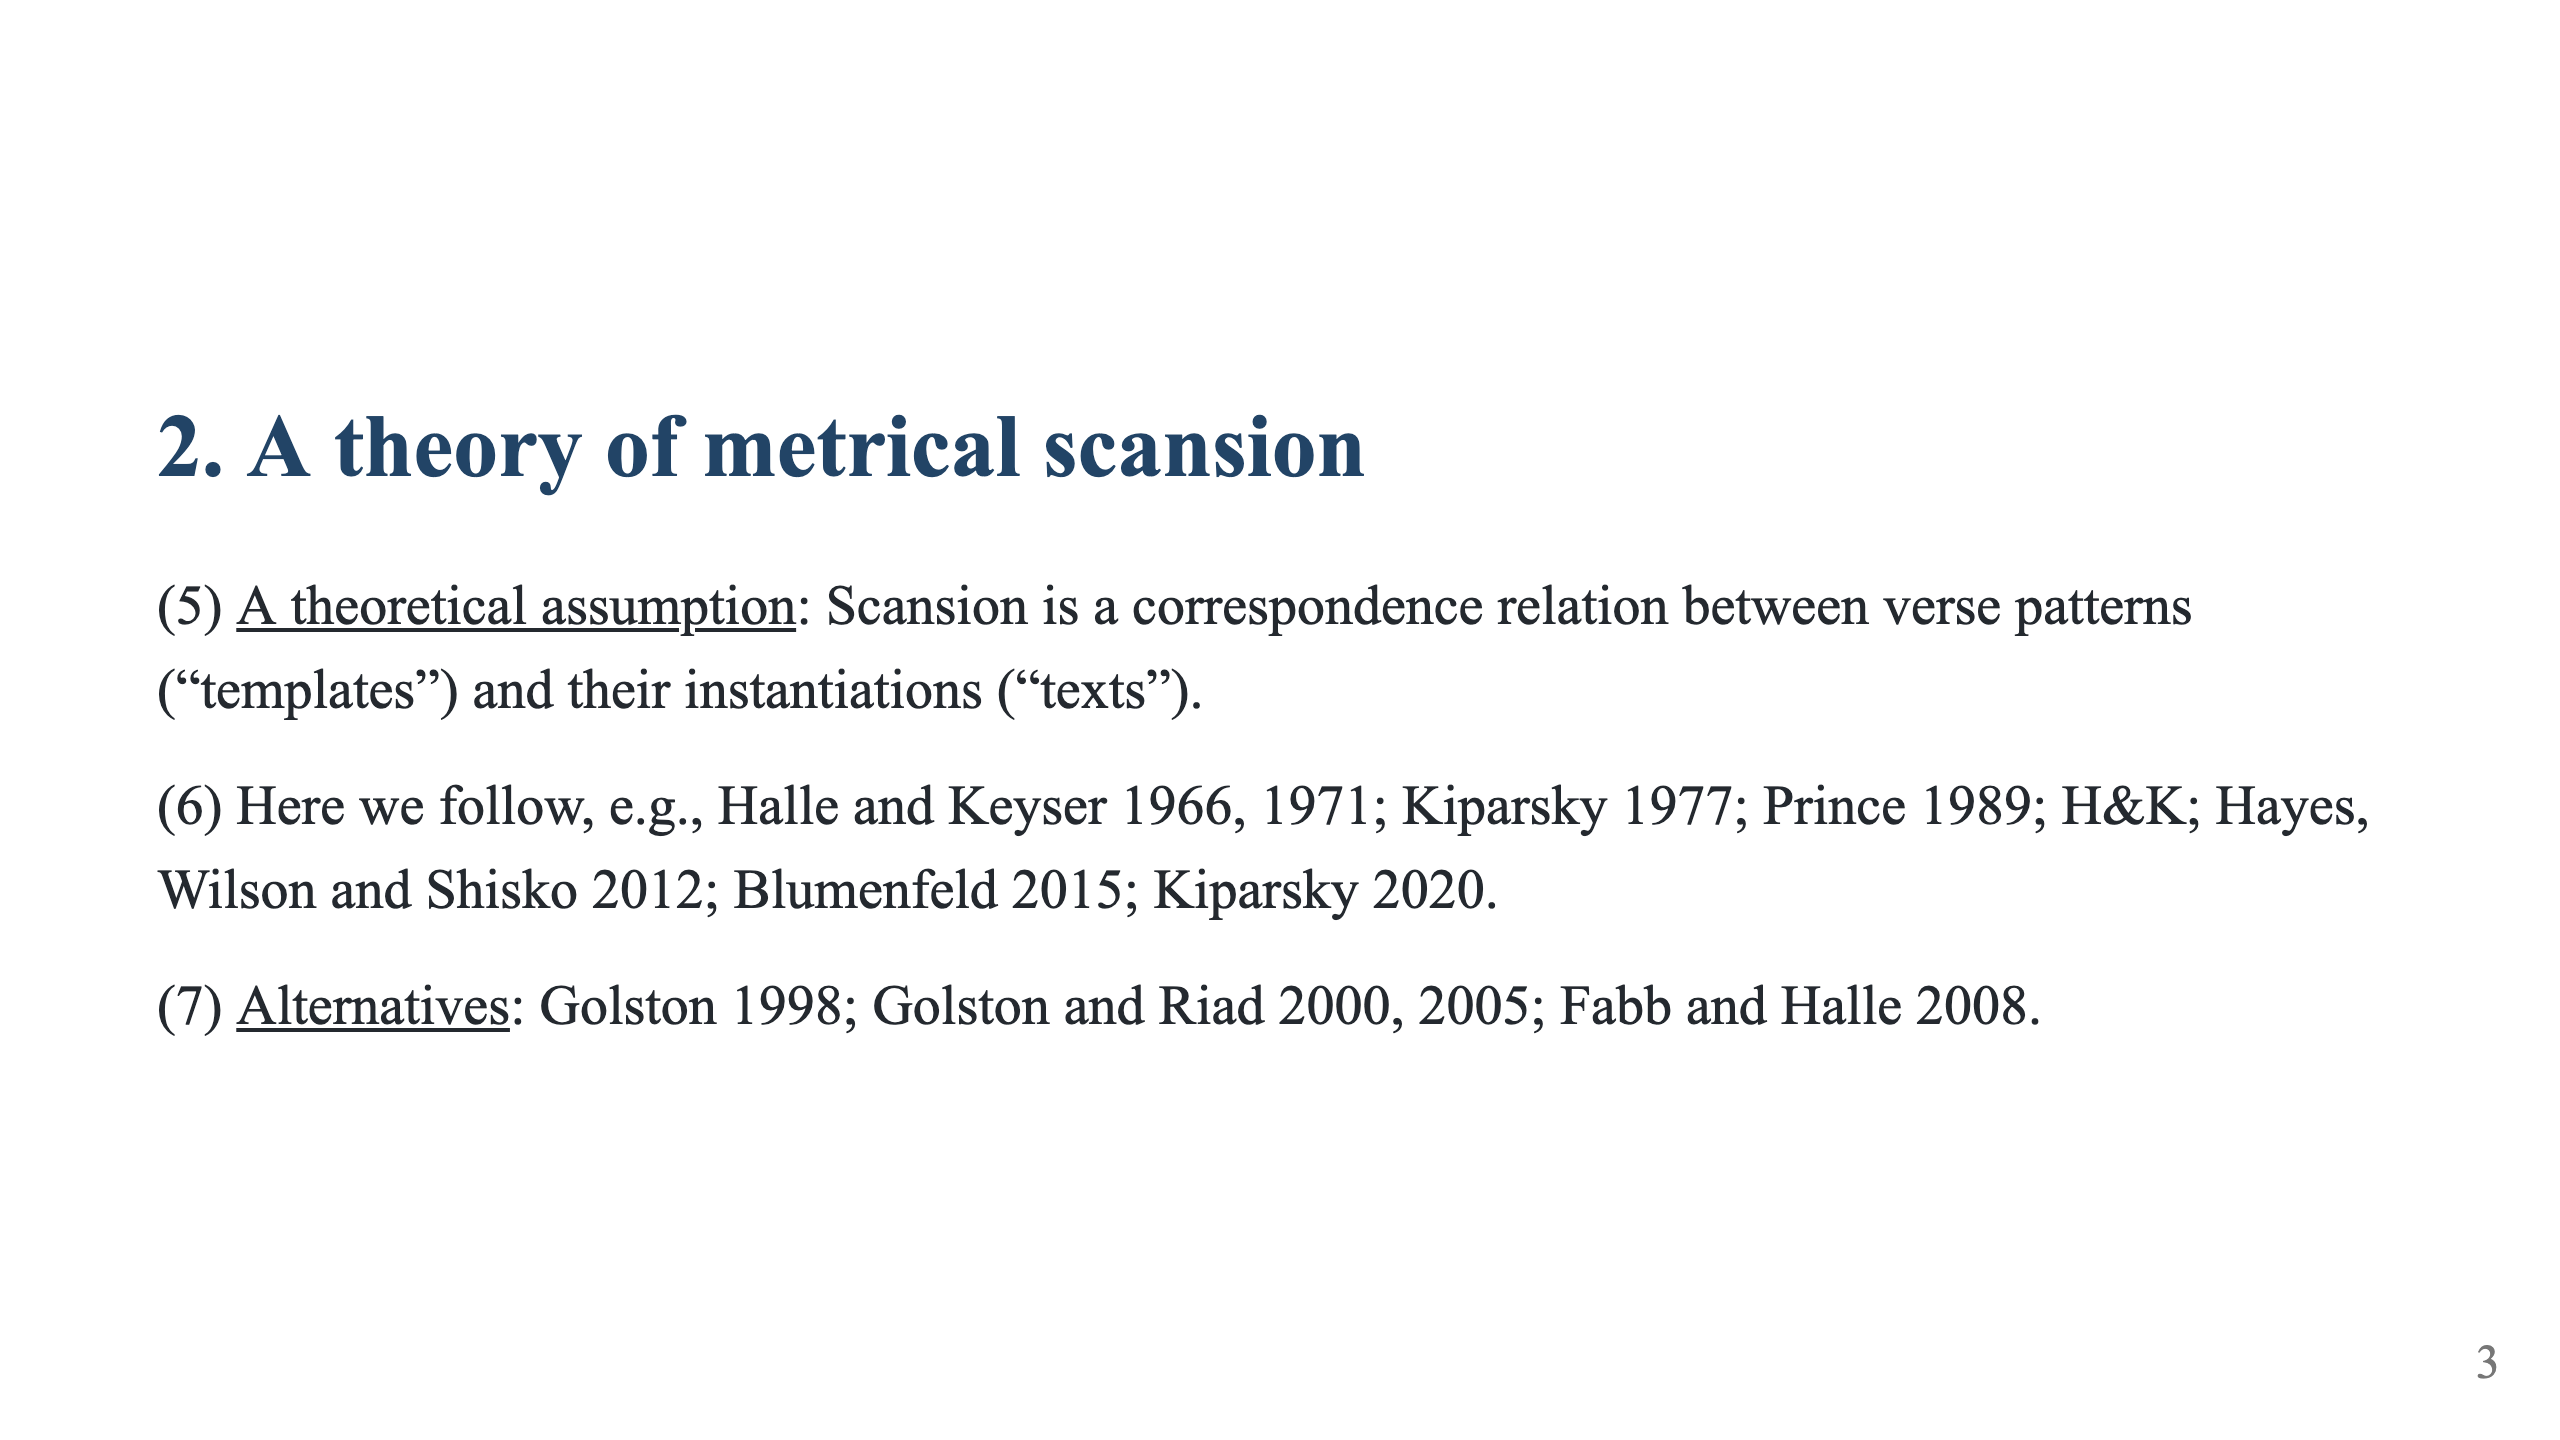 2. A theory of metrical scansion
(5) A theoretical assumption: Scansion is a correspondence relation between verse patterns
(“templates”) and their instantiations (“texts”).
(6) Here we follow, e.g., Halle and Keyser 1966, 1971; Kiparsky 1977; Prince 1989; H&K; Hayes,
Wilson and Shisko 2012; Blumenfeld 2015; Kiparsky 2020.
(7) Alternatives: Golston 1998; Golston and Riad 2000, 2005; Fabb and Halle 2008.
3